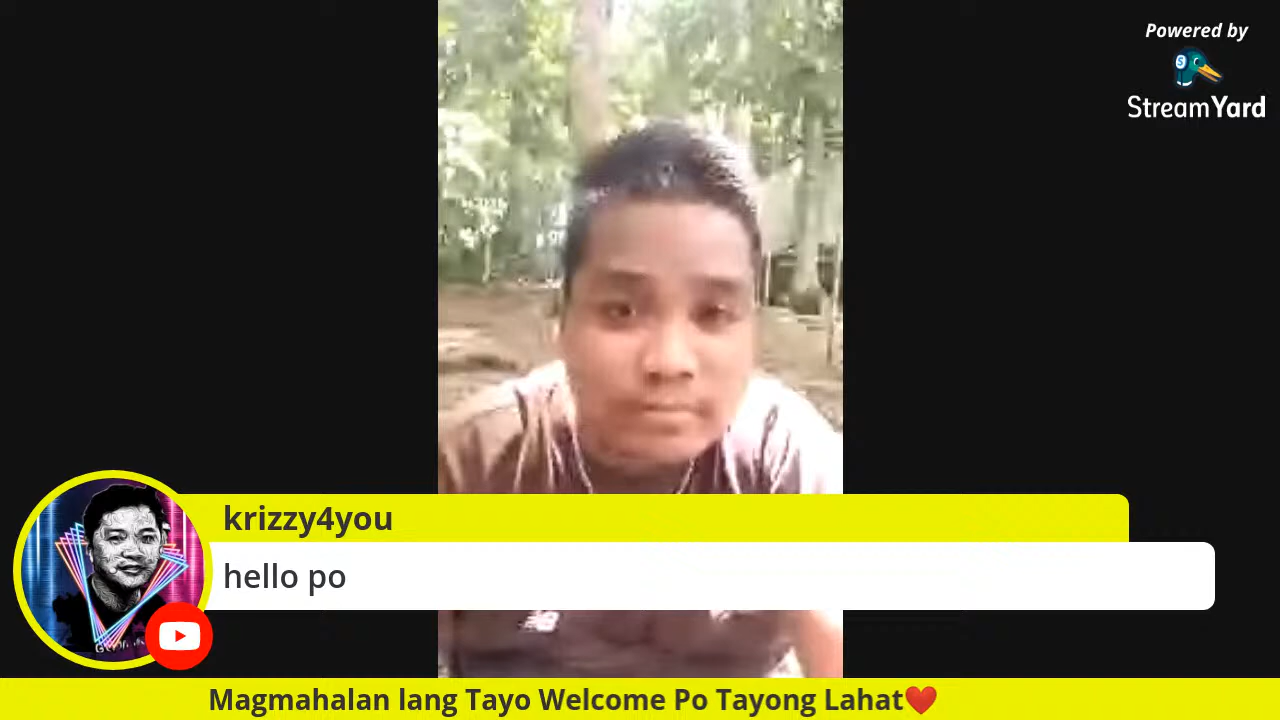 Powered by
StreamYard
krizzy4you
hello po
Magmahalan lang Tayo Welcome Po Tayong Lahat❤️